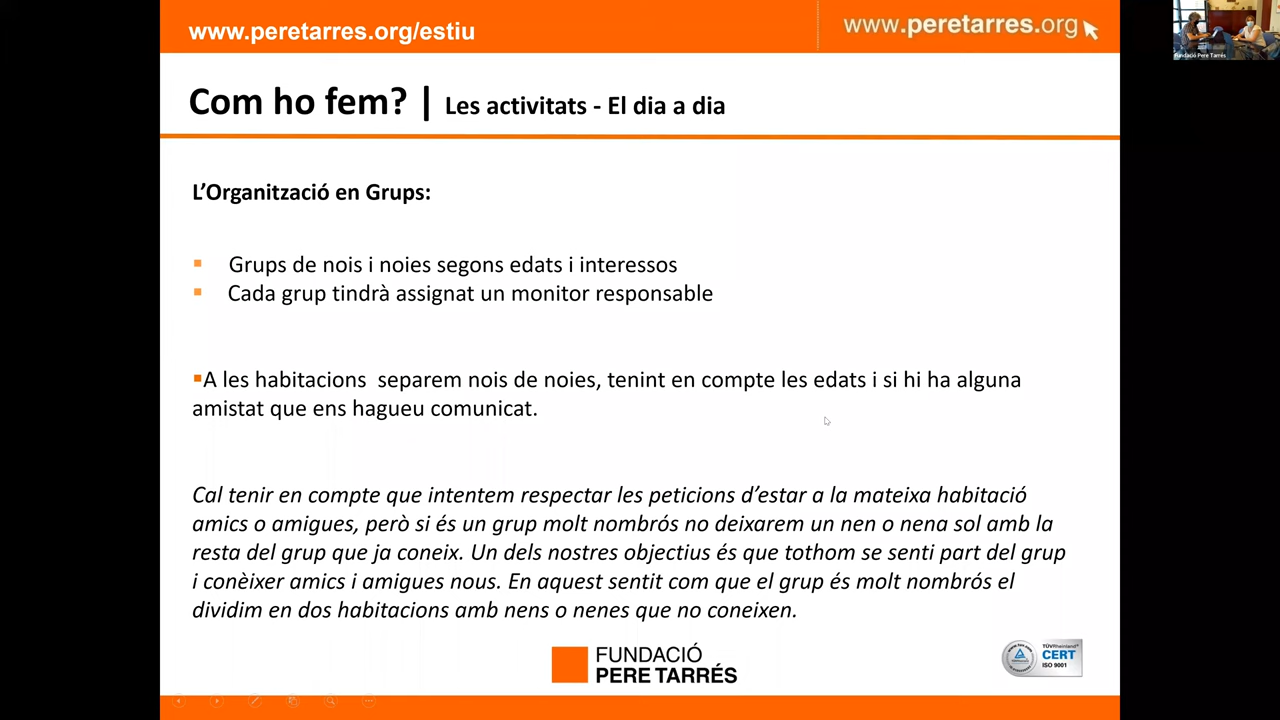 www.peretarres.org/estiu
www.peretarres.org
Fundació Pere Tarrés
Com ho fem? | Les activitats - El dia a dia
L’Organització en Grups:
Grups de nois i noies segons edats i interessos
Cada grup tindrà assignat un monitor responsable
A les habitacions separem nois de noies, tenint en compte les edats i si hi ha alguna
amistat que ens hagueu comunicat.
Cal tenir en compte que intentem respectar les peticions d’estar a la mateixa habitació
amics o amigues, però si és un grup molt nombrós no deixarem un nen o nena sol amb la
resta del grup que ja coneix. Un dels nostres objectius és que tothom se senti part del grup
i conèixer amics i amigues nous. En aquest sentit com que el grup és molt nombrós el
dividim en dos habitacions amb nens o nenes que no coneixen.
FUNDACIÓ
PERE TARRÉS
TÜVRheinland
CERT
ISO 9001